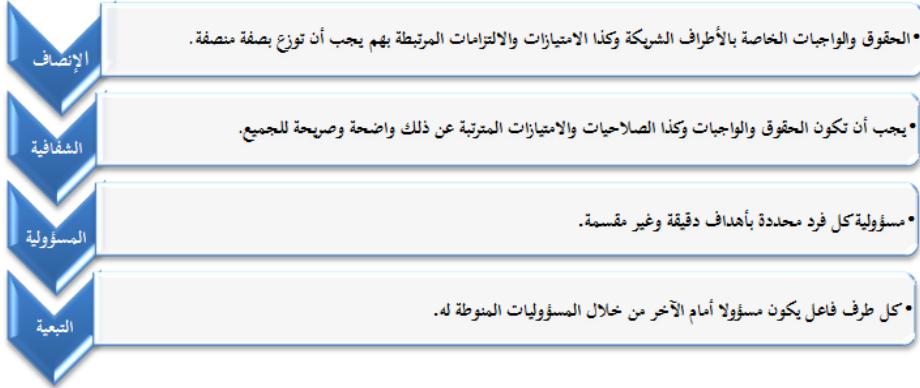 •الحقوق والواجبات الخاصة بالأطراف الشريكة وكذا الامتيازات والالتزامات المرتبطة بهم يجب أن توزع بصفة منصفة.
الإنصاف
•يجب أن تكون الحقوق والواجبات وكذا الصلاحيات والامتيازات المترتبة عن ذلك واضحة وصريحة للجميع.
الشفافية
•مسؤولية كل فرد محددة بأهداف دقيقة وغير مقسمة.
المسؤولية
•كل طرف فاعل يكون مسؤولا أمام الآخر من خلال المسؤوليات المنوطة له.
التبعية